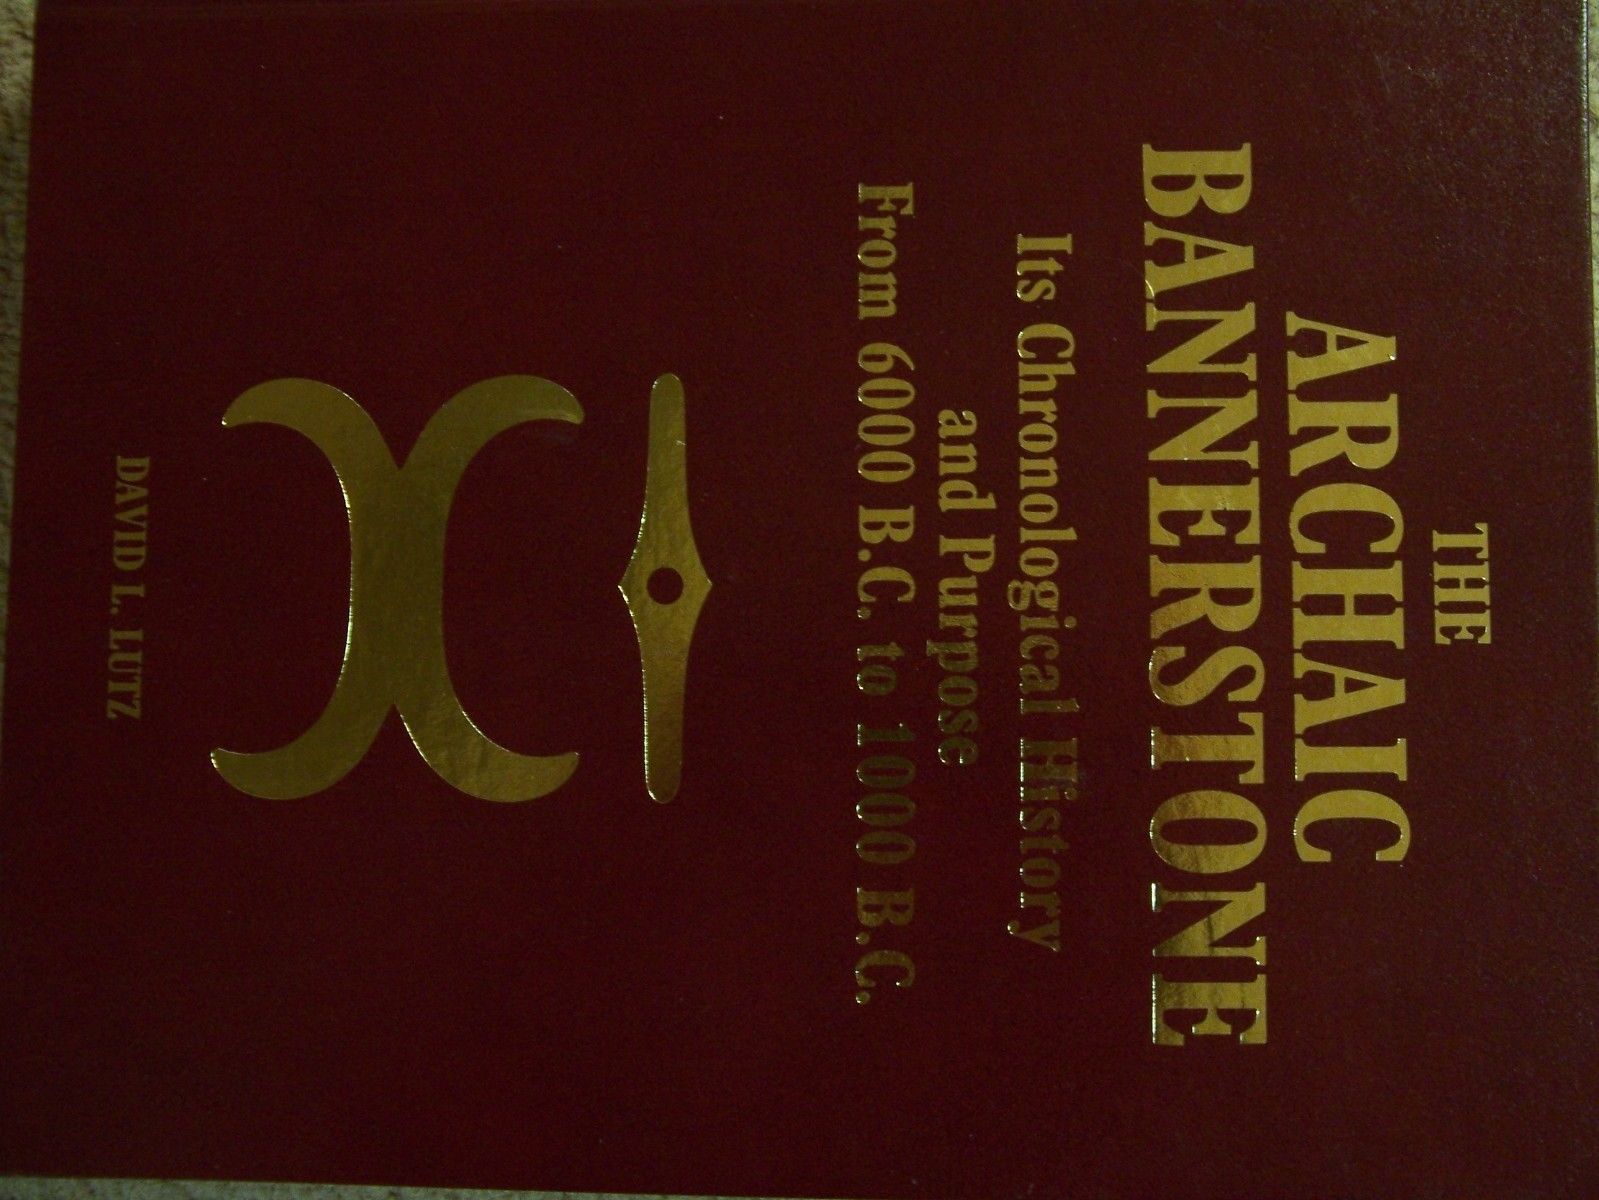 THE
ARCHAIC
BANNERSTONE
Its Chronological History
and Purpose
From 6000 B.C. to 1000 B.C.
DAVID L. LUTZ